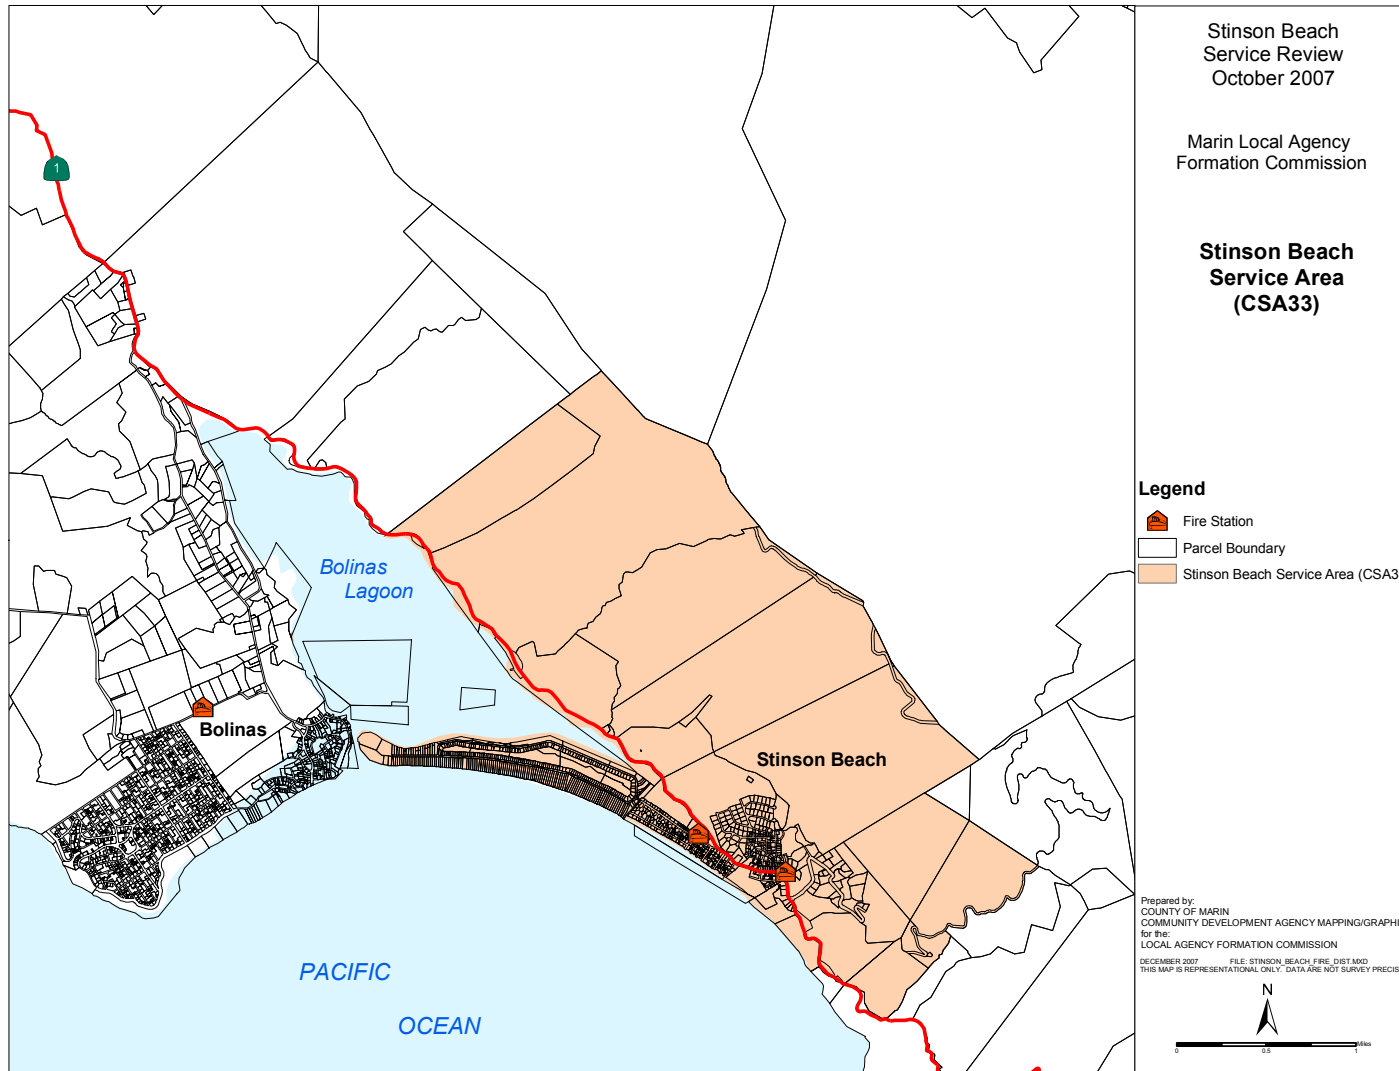 Stinson Beach
Service Review
October 2007
Marin Local Agency
Formation Commission
Stinson Beach
Service Area
(CSA33)
1
Bolinas
Lagoon
Bolinas
Stinson Beach
PACIFIC
OCEAN
Legend
Fire Station
Parcel Boundary
Stinson Beach Service Area (CSA3
Prepared by:
COUNTY OF MARIN
COMMUNITY DEVELOPMENT AGENCY MAPPING/GRAPHI
for the:
LOCAL AGENCY FORMATION COMMISSION
DECEMBER 2007 FILE: STINSON_BEACH_FIRE_DIST.MXD
THIS MAP IS REPRESENTATIONAL ONLY. DATA ARE NOT SURVEY PRECIS
N
0 0.5 1 Miles